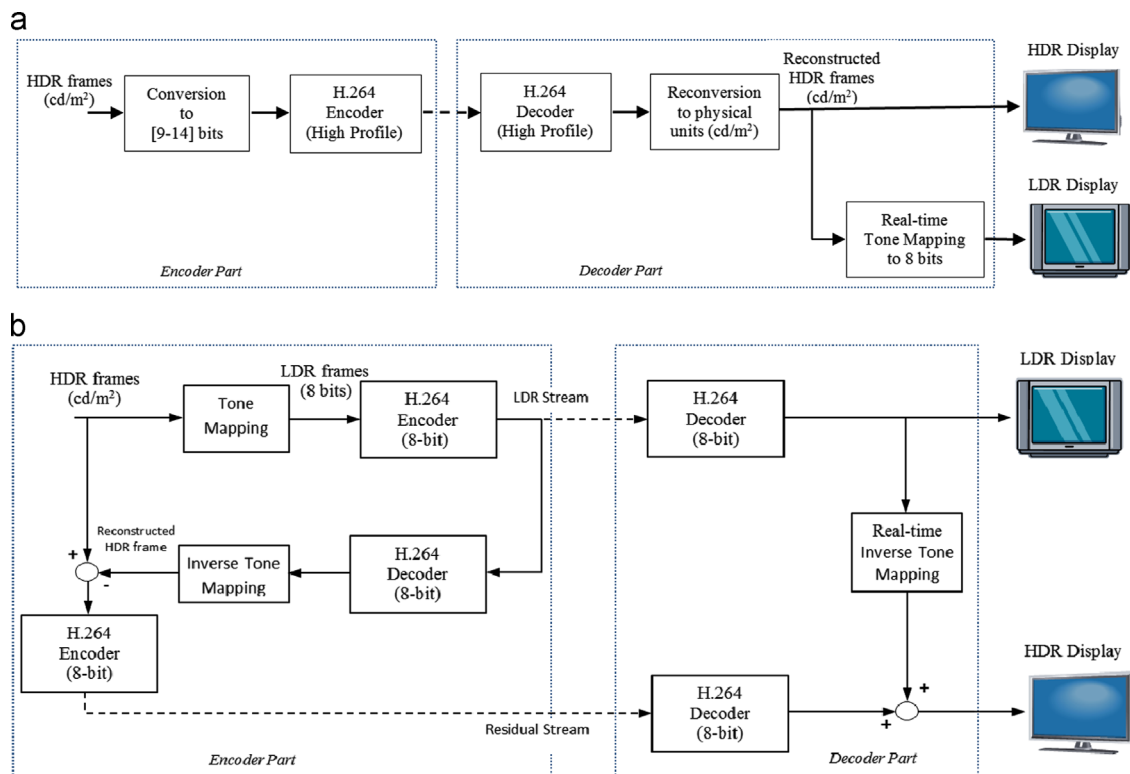 a
HDR frames
(cd/m²)
Conversion
to
[9-14] bits
H.264
Encoder
(High Profile)
Encoder Part
H.264
Decoder
(High Profile)
Reconversion
to physical
units (cd/m²)
Reconstructed
HDR frames
(cd/m²)
HDR Display
LDR Display
Real-time
Tone Mapping
to 8 bits
Decoder Part
b
HDR frames
(cd/m²)
Tone
Mapping
LDR frames
(8 bits)
H.264
Encoder
(8-bit)
LDR Stream
H.264
Decoder
(8-bit)
LDR Display
Reconstructed
HDR frame
+
-
Inverse Tone
Mapping
H.264
Decoder
(8-bit)
Real-time
Inverse Tone
Mapping
H.264
Encoder
(8-bit)
Residual Stream
H.264
Decoder
(8-bit)
+
+
HDR Display
Encoder Part
Decoder Part